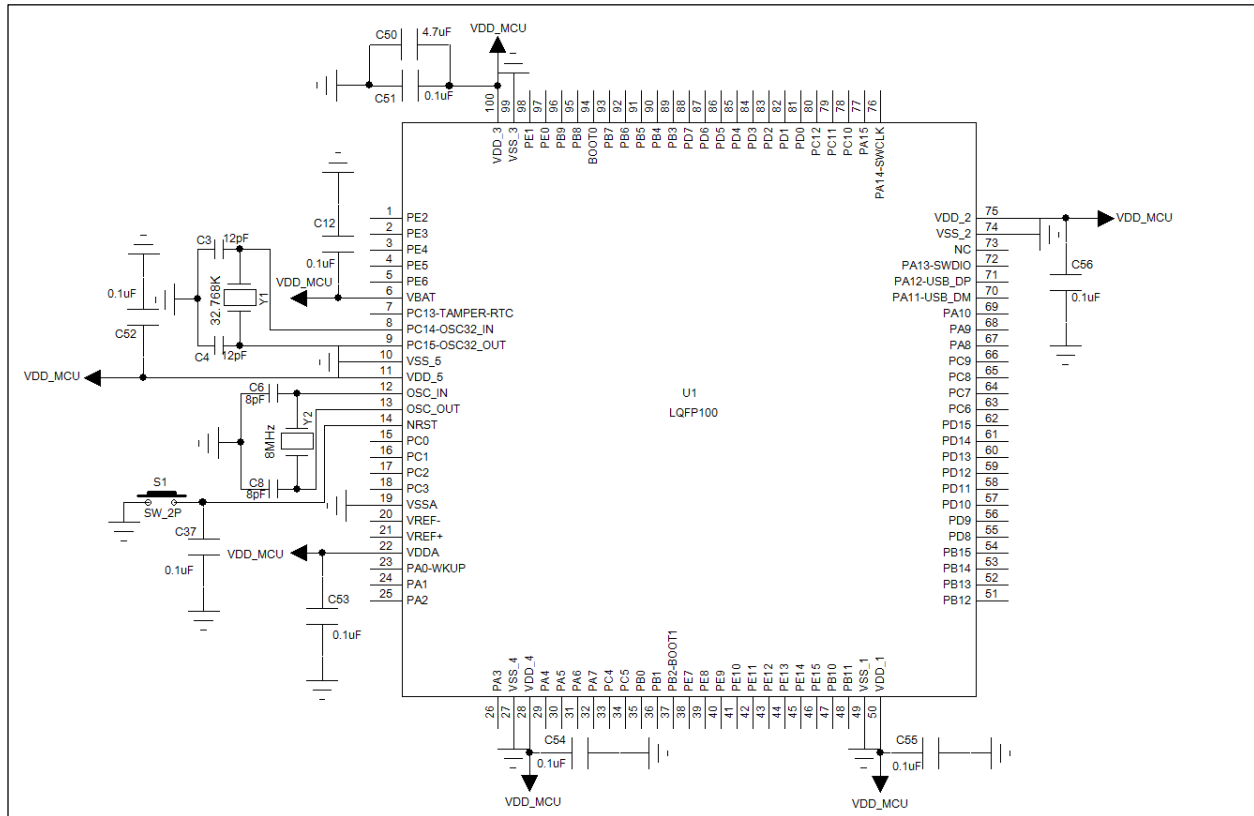 C50
4.7uF
VDD_MCU
C51
0.1uF
100
99
98
97
96
95
94
93
92
91
90
89
88
87
86
85
84
83
82
81
80
79
78
77
76
VDD_3
VSS_3
PE1
PE0
PB9
PB8
BOOT0
PB7
PB6
PB5
PB4
PB3
PD7
PD6
PD5
PD4
PD3
PD2
PD1
PD0
PC12
PC11
PC10
PA15
PA14-SWCLK
C12
0.1uF
VDD_MCU
C3
12pF
32.768K
Y1
C4
12pF
0.1uF
C52
VDD_MCU
C6
8pF
8MHz
Y2
C8
8pF
S1
SW_2P
C37
0.1uF
VDD_MCU
C53
0.1uF
1 PE2
2 PE3
3 PE4
4 PE5
5 PE6
6 VBAT
7 PC13-TAMPER-RTC
8 PC14-OSC32_IN
9 PC15-OSC32_OUT
10 VSS_5
11 VDD_5
12 OSC_IN
13 OSC_OUT
14 NRST
15 PC0
16 PC1
17 PC2
18 PC3
19 VSSA
20 VREF-
21 VREF+
22 VDDA
23 PA0-WKUP
24 PA1
25 PA2
U1
LQFP100
VDD_2 75
VSS_2 74
NC 73
PA13-SWDIO 72
PA12-USB_DP 71
PA11-USB_DM 70
PA10 69
PA9 68
PA8 67
PC9 66
PC8 65
PC7 64
PC6 63
PD15 62
PD14 61
PD13 60
PD12 59
PD11 58
PD10 57
PD9 56
PD8 55
PB15 54
PB14 53
PB13 52
PB12 51
VDD_MCU
C56
0.1uF
PA3
VSS_4
VDD_4
PA4
PA5
PA6
PA7
PC4
PC5
PB0
PB1
PB2-BOOT1
PE7
PE8
PE9
PE10
PE11
PE12
PE13
PE14
PE15
PB10
PB11
VSS_1
VDD_1
26
27
28
29
30
31
32
33
34
35
36
37
38
39
40
41
42
43
44
45
46
47
48
49
50
C54
0.1uF
VDD_MCU
C55
0.1uF
VDD_MCU